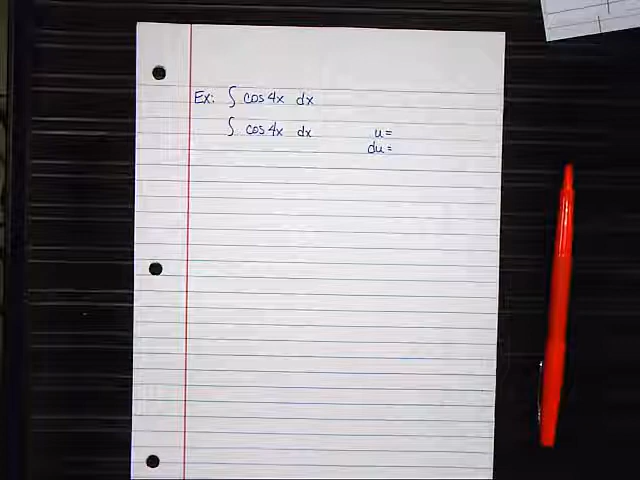 Ex: ∫ cos 4x dx
∫ cos 4x dx u =
du =